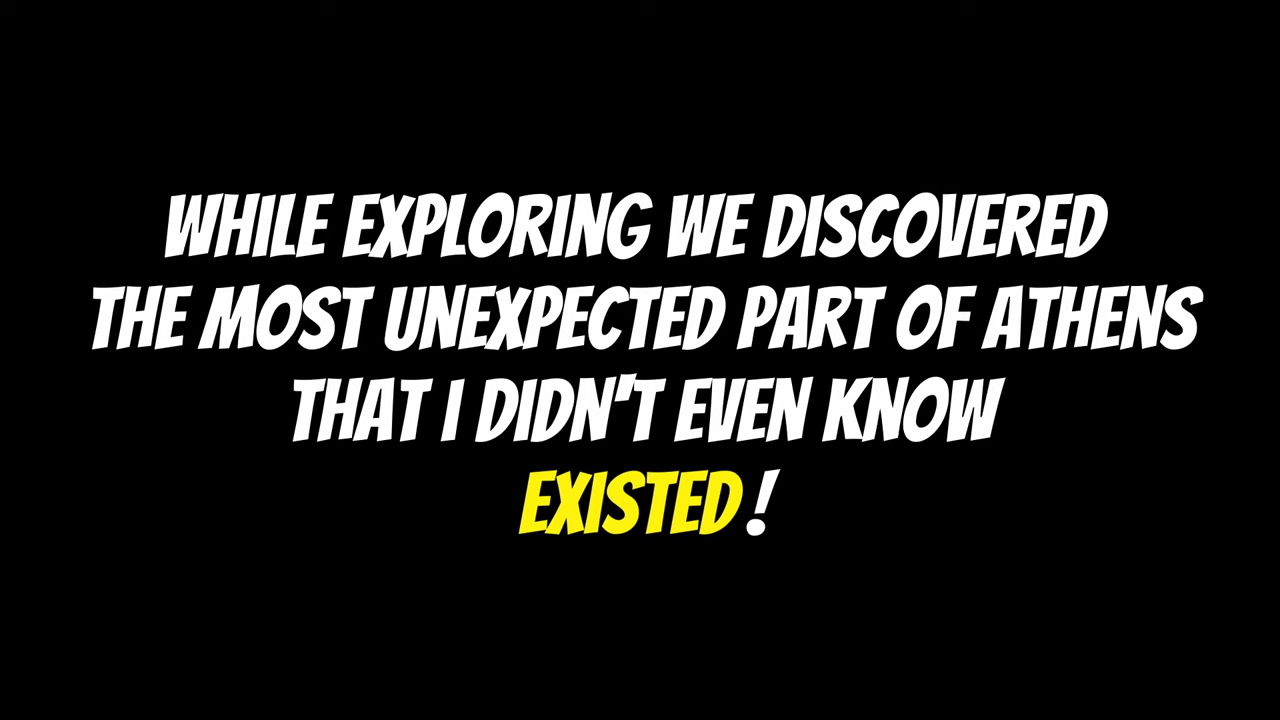 WHILE EXPLORING WE DISCOVERED
THE MOST UNEXPECTED PART OF ATHENS
THAT I DIDN'T EVEN KNOW
EXISTED!